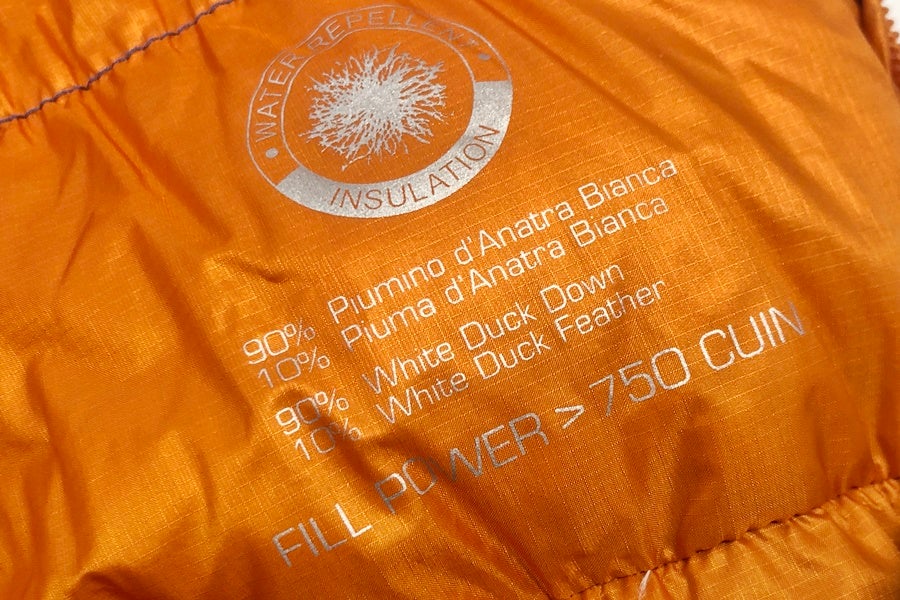 • WATER REPELLENT •
INSULATION
90% Piumino d'Anatra Bianca
10% Piuma d'Anatra Bianca
90% White Duck Down
10% White Duck Feather
FILL POWER > 750 CUIN